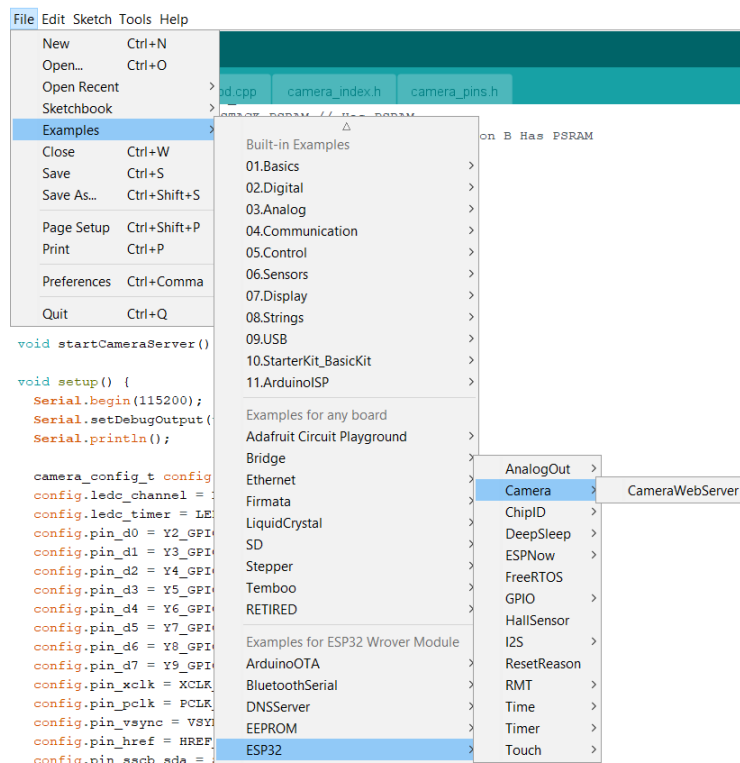 File Edit Sketch Tools Help
New Ctrl+N
Open... Ctrl+O
Open Recent
Sketchbook
Examples
Close Ctrl+W
Save Ctrl+S
Save As... Ctrl+Shift+S
Page Setup Ctrl+Shift+P
Print Ctrl+P
Preferences Ctrl+Comma
Quit Ctrl+Q
od.cpp camera_index.h camera_pins.h
on B Has PSRAM
Built-in Examples
01.Basics
02.Digital
03.Analog
04.Communication
05.Control
06.Sensors
07.Display
08.Strings
09.USB
10.StarterKit_BasicKit
11.ArduinoISP
Examples for any board
Adafruit Circuit Playground
Bridge
Ethernet
Firmata
LiquidCrystal
SD
Stepper
Temboo
RETIRED
Examples for ESP32 Wrover Module
ArduinoOTA
BluetoothSerial
DNSServer
EEPROM
ESP32
AnalogOut
Camera
ChipID
DeepSleep
ESPNow
FreeRTOS
GPIO
HallSensor
I2S
ResetReason
RMT
Time
Timer
Touch
CameraWebServer
void startCameraServer()
void setup() {
Serial.begin(115200);
Serial.setDebugOutput(
Serial.println();
camera_config_t config
config.ledc_channel =
config.ledc_timer = LE
config.pin_d0 = Y2_GPI
config.pin_d1 = Y3_GPI
config.pin_d2 = Y4_GPI
config.pin_d3 = Y5_GPI
config.pin_d4 = Y6_GPI
config.pin_d5 = Y7_GPI
config.pin_d6 = Y8_GPI
config.pin_d7 = Y9_GPI
config.pin_xclk = XCLK_
config.pin_pclk = PCLK_
config.pin_vsync = VSY
config.pin_href = HREF_
config.pin_sscb_sda =